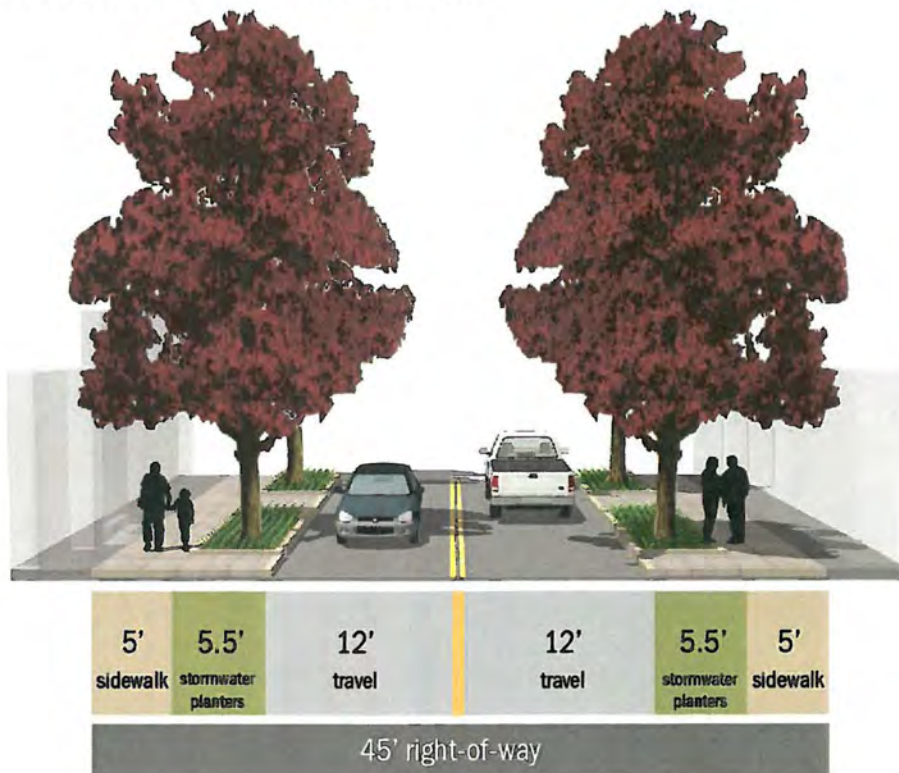 5' 5.5' 12' 12' 5.5' 5'
sidewalk stormwater travel travel stormwater sidewalk
planters planters
45' right-of-way